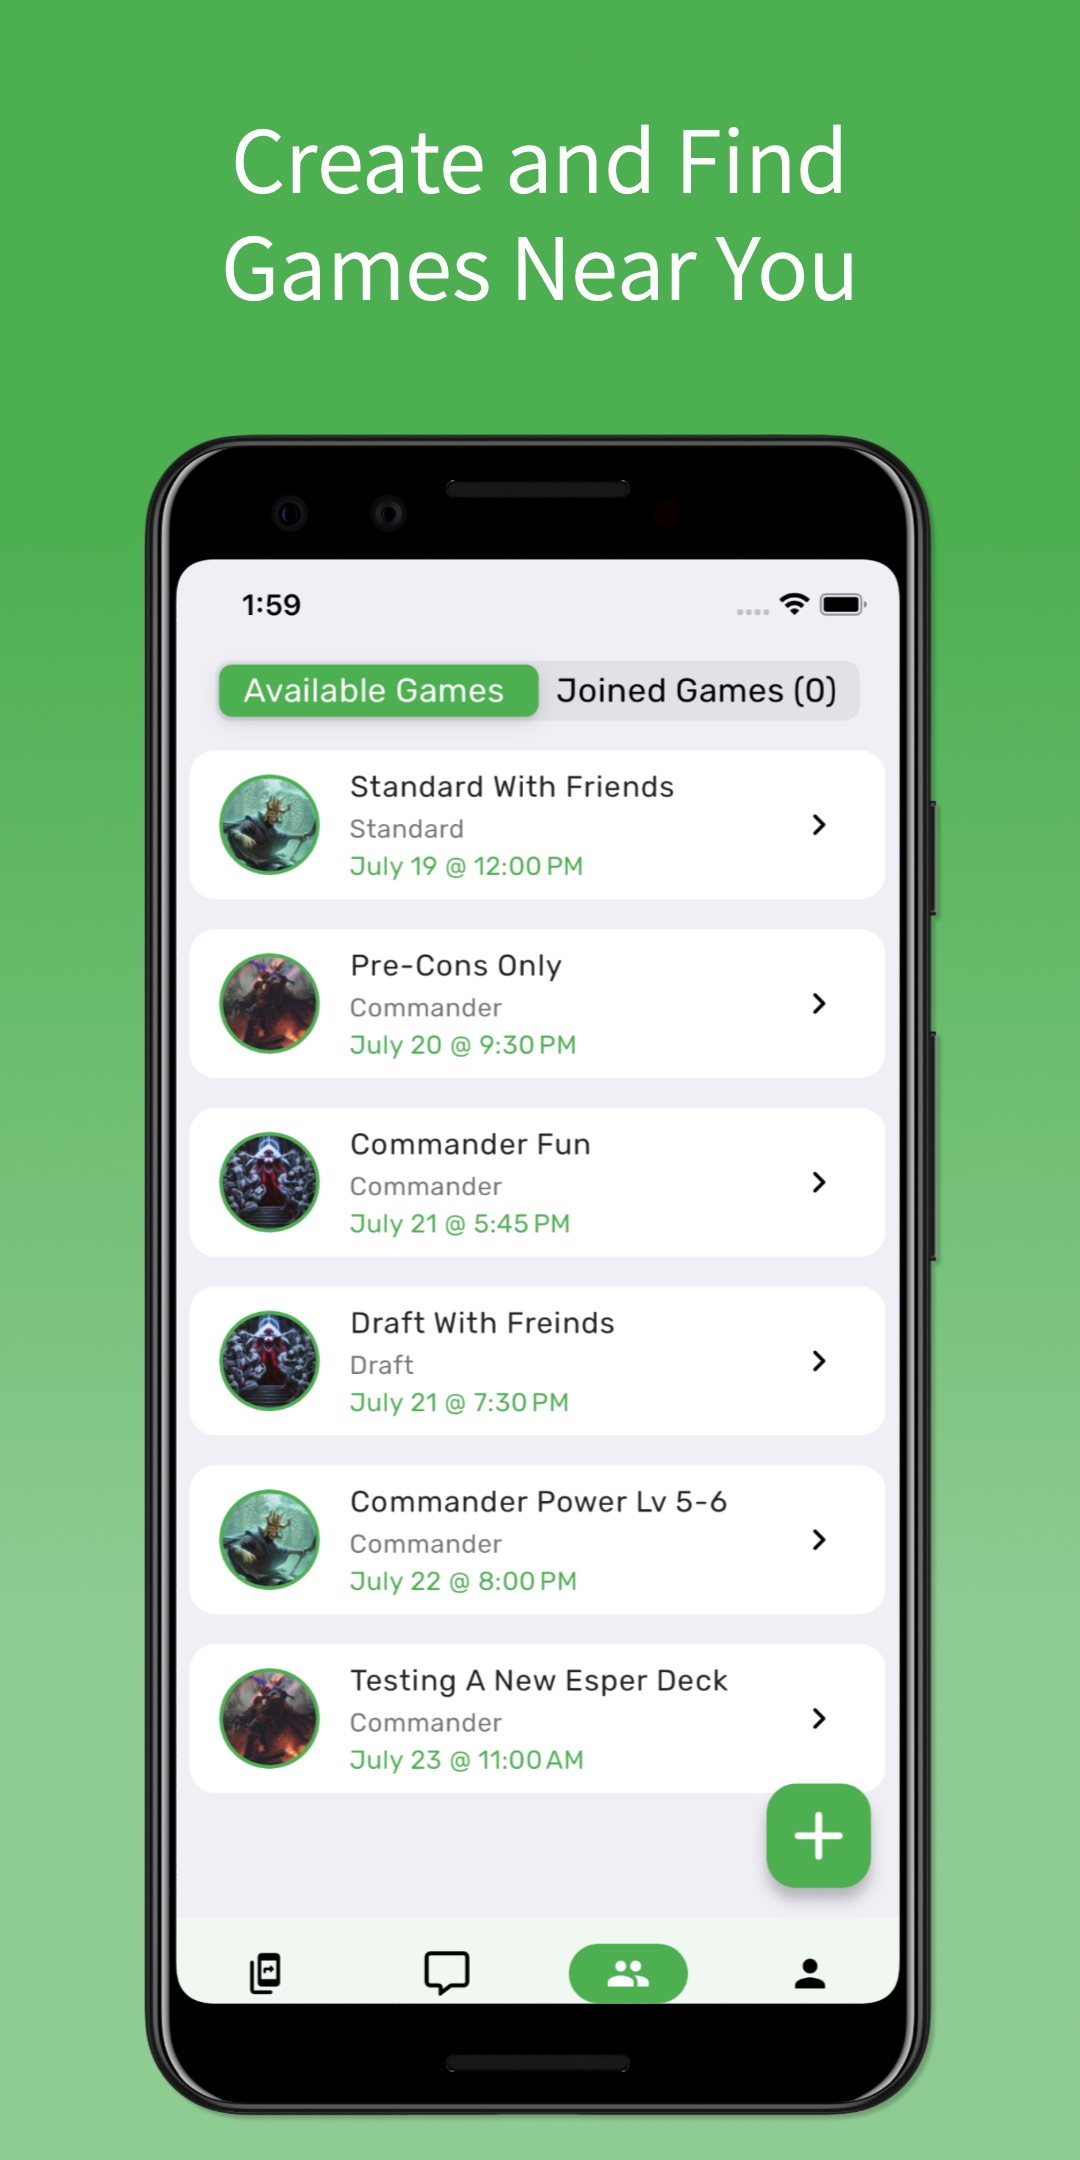 Create and Find
Games Near You
1:59
Available Games
Joined Games (0)
Standard With Friends
Standard
July 19 @ 12:00 PM
Pre-Cons Only
Commander
July 20 @ 9:30 PM
Commander Fun
Commander
July 21 @ 5:45 PM
Draft With Freinds
Draft
July 21 @ 7:30 PM
Commander Power Lv 5-6
Commander
July 22 @ 8:00 PM
Testing A New Esper Deck
Commander
July 23 @ 11:00 AM